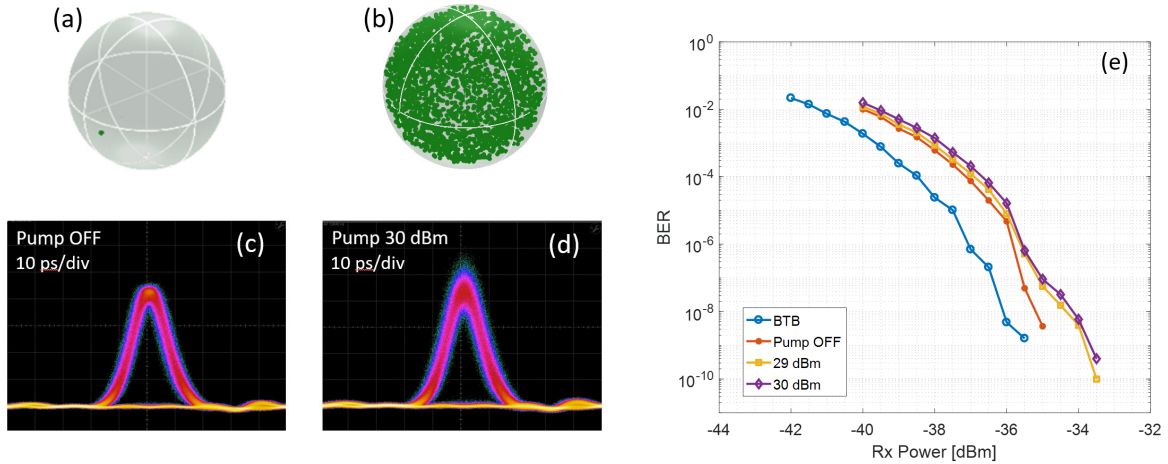 (a)
(b)
Pump OFF
10 ps/div
(c)
Pump 30 dBm
10 ps/div
(d)
(e)
10^0
10^-2
10^-4
10^-6
10^-8
10^-10
BER
BTB
Pump OFF
29 dBm
30 dBm
-44
-42
-40
-38
-36
-34
-32
Rx Power [dBm]